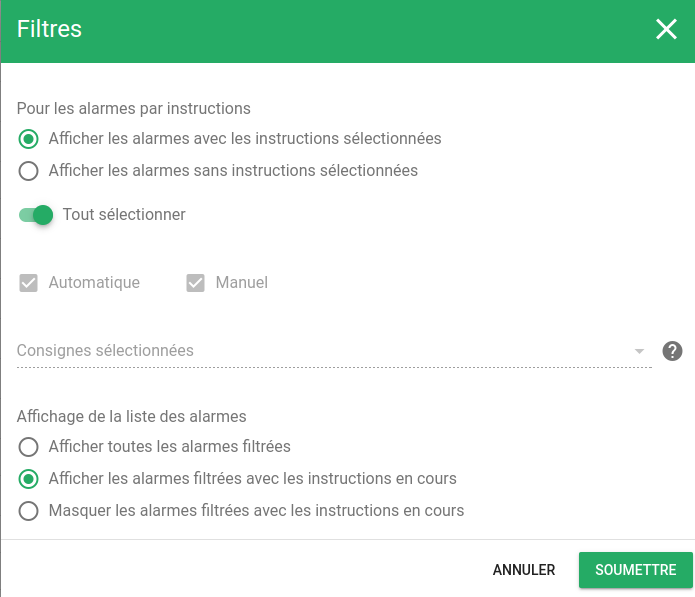 Filtres
Pour les alarmes par instructions
Afficher les alarmes avec les instructions sélectionnées
Afficher les alarmes sans instructions sélectionnées
Tout sélectionner
Automatique Manuel
Consignes sélectionnées ?
Affichage de la liste des alarmes
Afficher toutes les alarmes filtrées
Afficher les alarmes filtrées avec les instructions en cours
Masquer les alarmes filtrées avec les instructions en cours
ANNULER SOUMETTRE